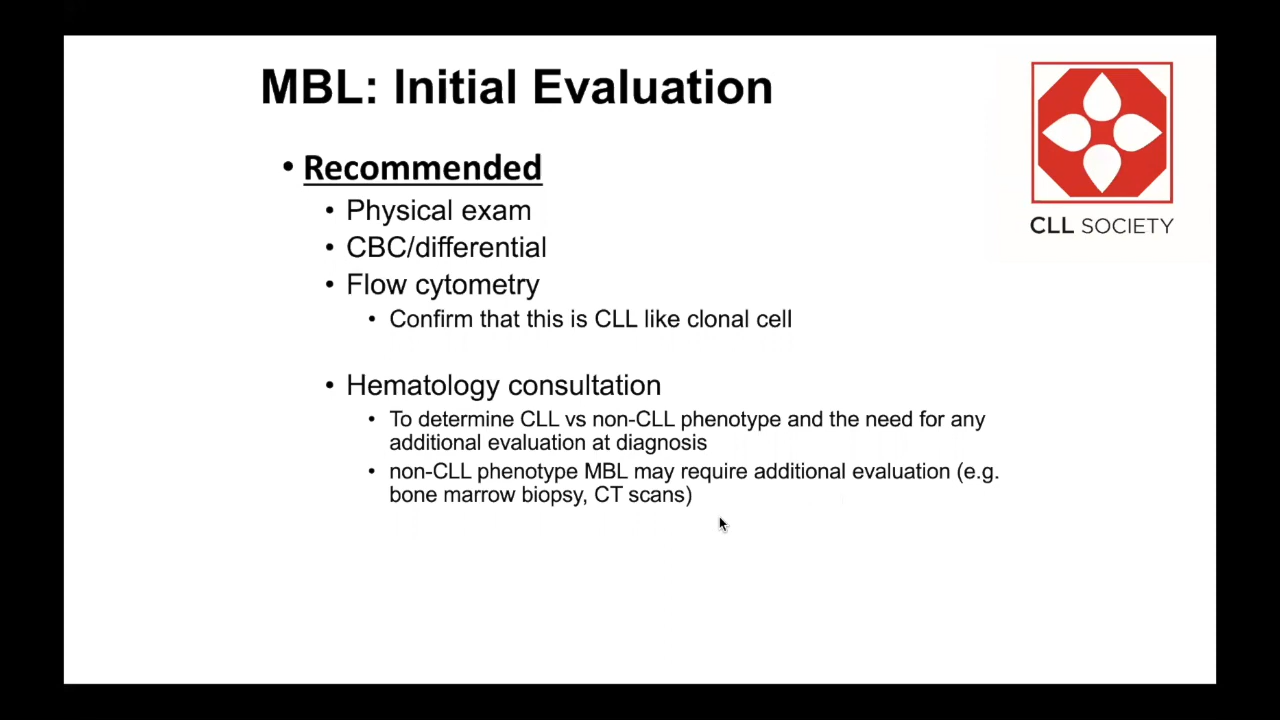 MBL: Initial Evaluation
• Recommended
• Physical exam
• CBC/differential
• Flow cytometry
• Confirm that this is CLL like clonal cell
• Hematology consultation
• To determine CLL vs non-CLL phenotype and the need for any
additional evaluation at diagnosis
• non-CLL phenotype MBL may require additional evaluation (e.g.
bone marrow biopsy, CT scans)
CLL SOCIETY